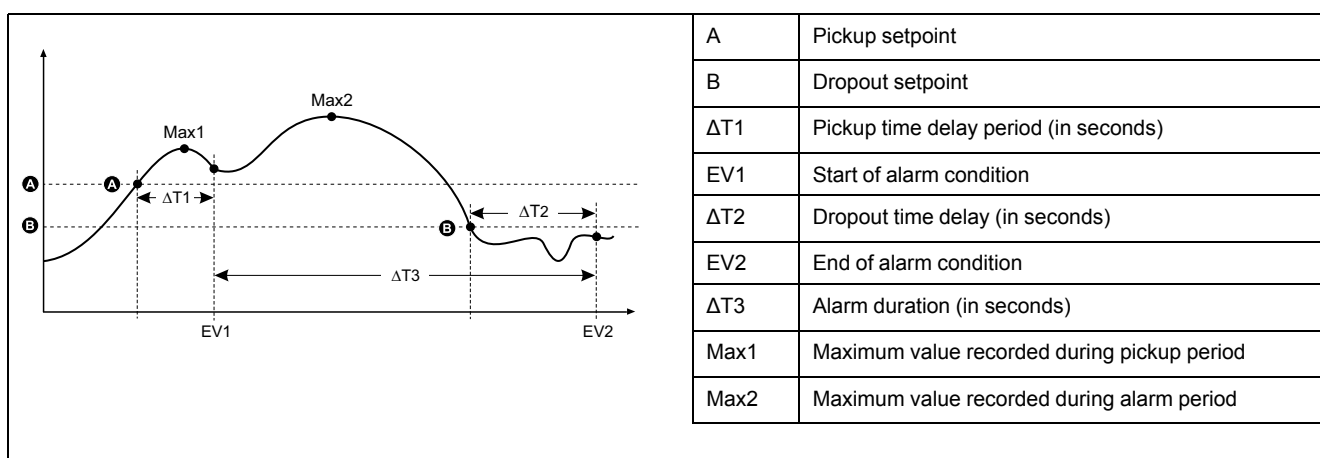 Max2
Max1
A
A
ΔT1
B
B
ΔT2
ΔT3
EV1
EV2
A Pickup setpoint
B Dropout setpoint
ΔT1 Pickup time delay period (in seconds)
EV1 Start of alarm condition
ΔT2 Dropout time delay (in seconds)
EV2 End of alarm condition
ΔT3 Alarm duration (in seconds)
Max1 Maximum value recorded during pickup period
Max2 Maximum value recorded during alarm period